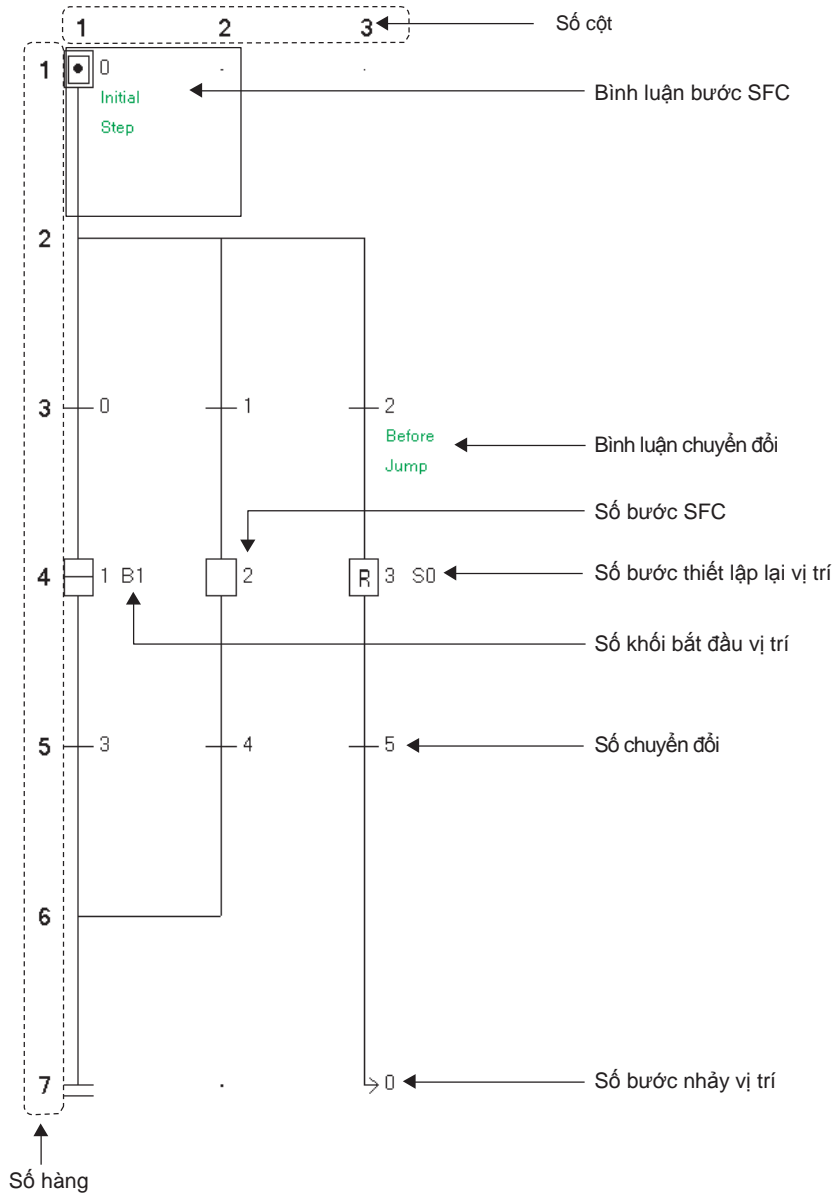 1 2 3 Số cột
1 0
Initial
Step
Bình luận bước SFC
2
3 0 1 2
Before
Jump
Bình luận chuyển đổi
Số bước SFC
4 1 B1 2 R 3 S0 Số bước thiết lập lại vị trí
Số khối bắt đầu vị trí
5 3 4 5 Số chuyển đổi
6
7 0 Số bước nhảy vị trí
Số hàng